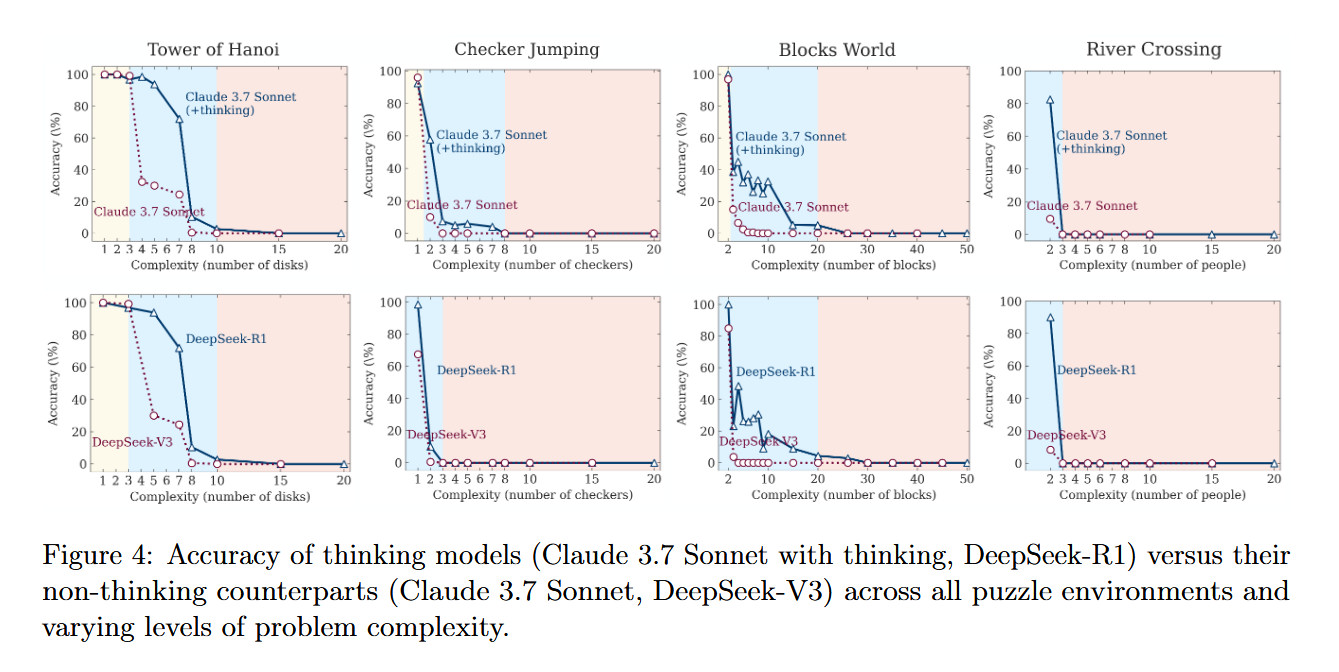 Tower of Hanoi
Checker Jumping
Blocks World
River Crossing
Accuracy (\%)
100
80
60
40
20
0
Claude 3.7 Sonnet
(+thinking)
Claude 3.7 Sonnet
1 2 3 4 5 6 7 8 10 15 20
Complexity (number of disks)
Accuracy (\%)
100
80
60
40
20
0
Claude 3.7 Sonnet
(+thinking)
Claude 3.7 Sonnet
1 2 3 4 5 6 7 8 10 15 20
Complexity (number of checkers)
Accuracy (\%)
100
80
60
40
20
0
Claude 3.7 Sonnet
(+thinking)
Claude 3.7 Sonnet
2 10 20 30 40 50
Complexity (number of blocks)
Accuracy (\%)
100
80
60
40
20
0
Claude 3.7 Sonnet
(+thinking)
Claude 3.7 Sonnet
2 3 4 5 6 7 8 10 15 20
Complexity (number of people)
Accuracy (\%)
100
80
60
40
20
0
DeepSeek-R1
DeepSeek-V3
1 2 3 4 5 6 7 8 10 15 20
Complexity (number of disks)
Accuracy (\%)
100
80
60
40
20
0
DeepSeek-R1
DeepSeek-V3
1 2 3 4 5 6 7 8 10 15 20
Complexity (number of checkers)
Accuracy (\%)
100
80
60
40
20
0
DeepSeek-R1
DeepSeek-V3
2 10 20 30 40 50
Complexity (number of blocks)
Accuracy (\%)
100
80
60
40
20
0
DeepSeek-R1
DeepSeek-V3
2 3 4 5 6 7 8 10 15 20
Complexity (number of people)
Figure 4: Accuracy of thinking models (Claude 3.7 Sonnet with thinking, DeepSeek-R1) versus their
non-thinking counterparts (Claude 3.7 Sonnet, DeepSeek-V3) across all puzzle environments and
varying levels of problem complexity.